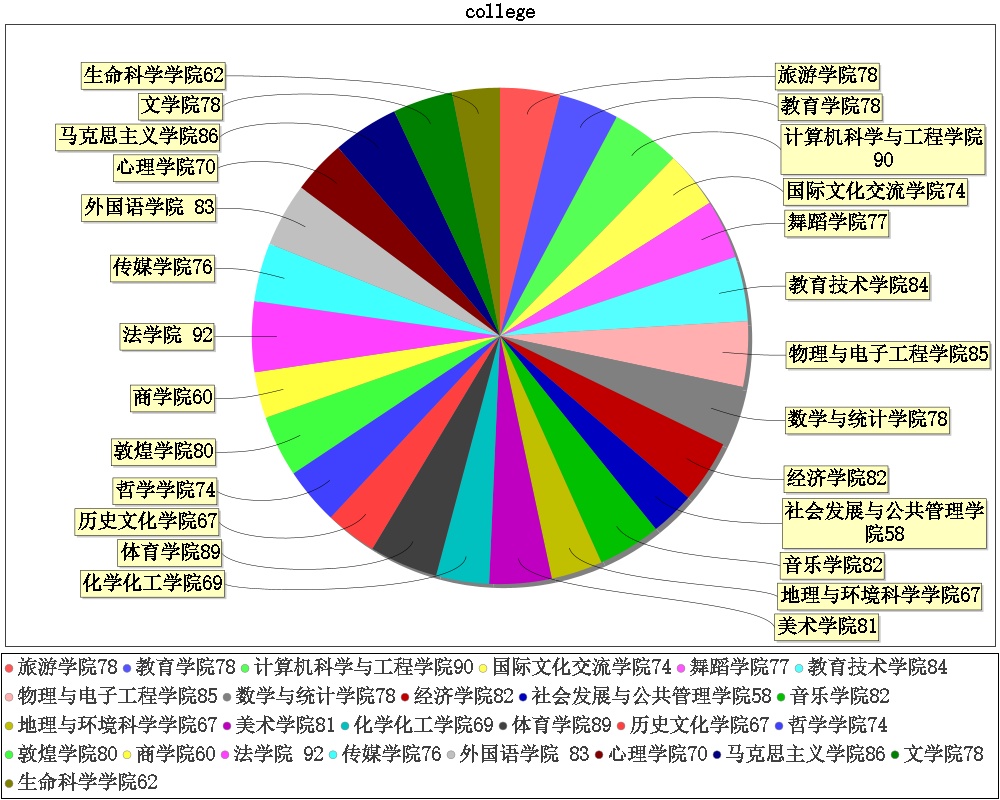 college
生命科学学院62
文学院78
马克思主义学院86
心理学院70
外国语学院 83
传媒学院76
法学院 92
商学院60
敦煌学院80
哲学学院74
历史文化学院67
体育学院89
化学化工学院69
旅游学院78
教育学院78
计算机科学与工程学院
90
国际文化交流学院74
舞蹈学院77
教育技术学院84
物理与电子工程学院85
数学与统计学院78
经济学院82
社会发展与公共管理学
院58
音乐学院82
地理与环境科学学院67
美术学院81
旅游学院78 教育学院78 计算机科学与工程学院90 国际文化交流学院74 舞蹈学院77 教育技术学院84
物理与电子工程学院85 数学与统计学院78 经济学院82 社会发展与公共管理学院58 音乐学院82
地理与环境科学学院67 美术学院81 化学化工学院69 体育学院89 历史文化学院67 哲学学院74
敦煌学院80 商学院60 法学院 92 传媒学院76 外国语学院 83 心理学院70 马克思主义学院86 文学院78
生命科学学院62